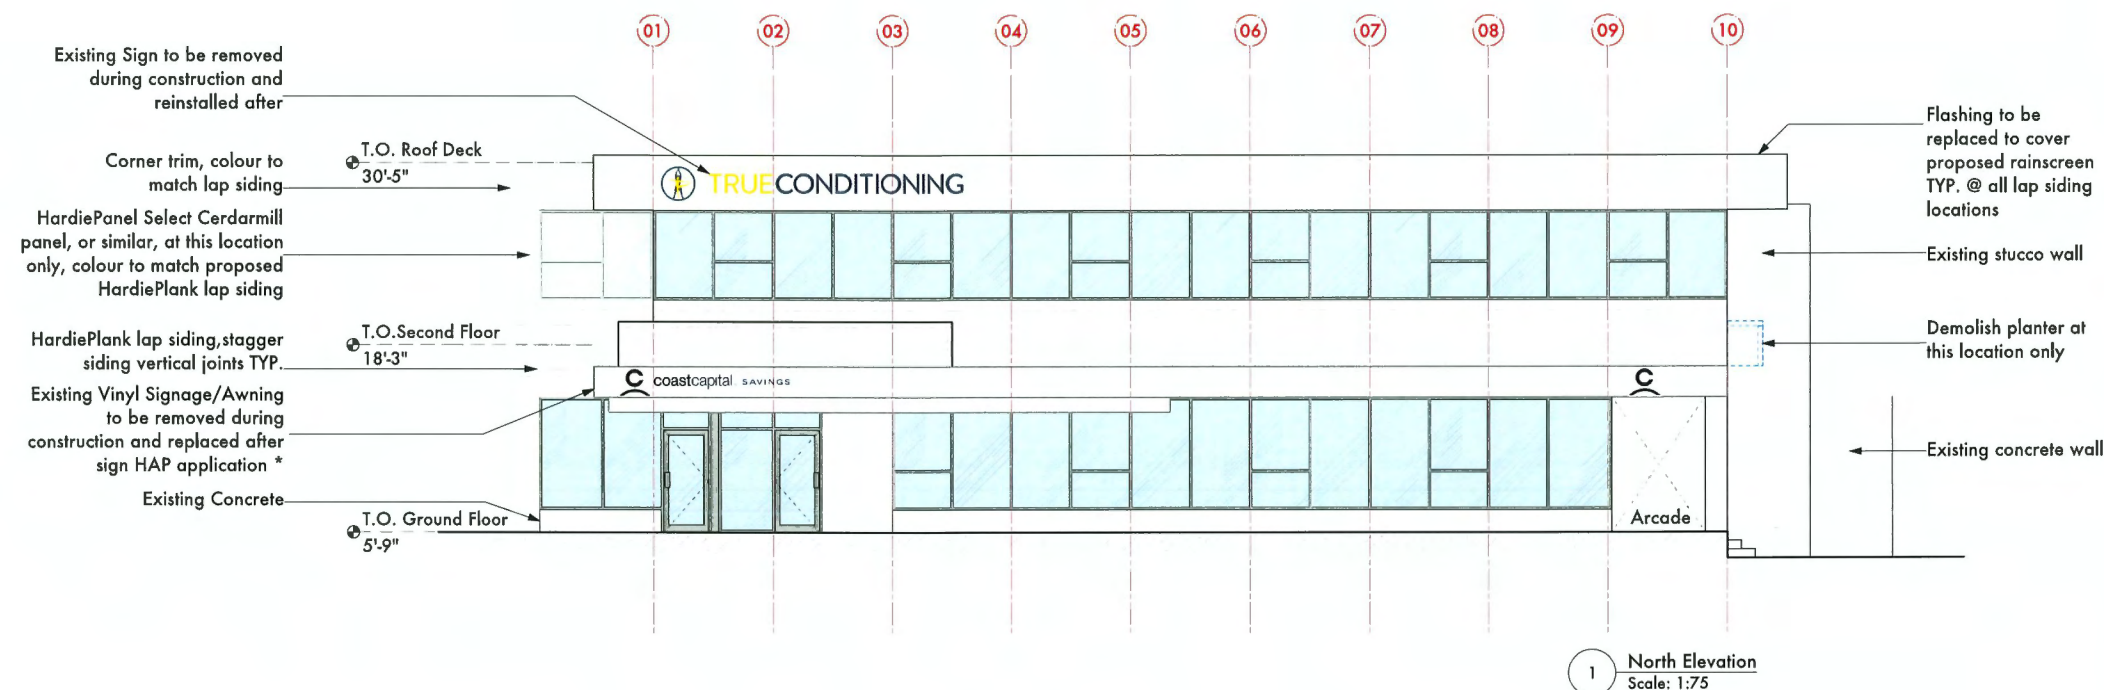 01 02 03 04 05 06 07 08 09 10
Existing Sign to be removed
during construction and
reinstalled after
Corner trim, colour to
match lap siding
HardiePanel Select Cerdarmill
panel, or similar, at this location
only, colour to match proposed
HardiePlank lap siding
HardiePlank lap siding,stagger
siding vertical joints TYP.
Existing Vinyl Signage/Awning
to be removed during
construction and replaced after
sign HAP application *
Existing Concrete
T.O. Roof Deck
30'-5"
T.O.Second Floor
18'-3"
T.O. Ground Floor
5'-9"
TRUECONDITIONING
C coastcapital SAVINGS
C
Arcade
Flashing to be
replaced to cover
proposed rainscreen
TYP. @ all lap siding
locations
Existing stucco wall
Demolish planter at
this location only
Existing concrete wall
1 North Elevation
Scale: 1:75